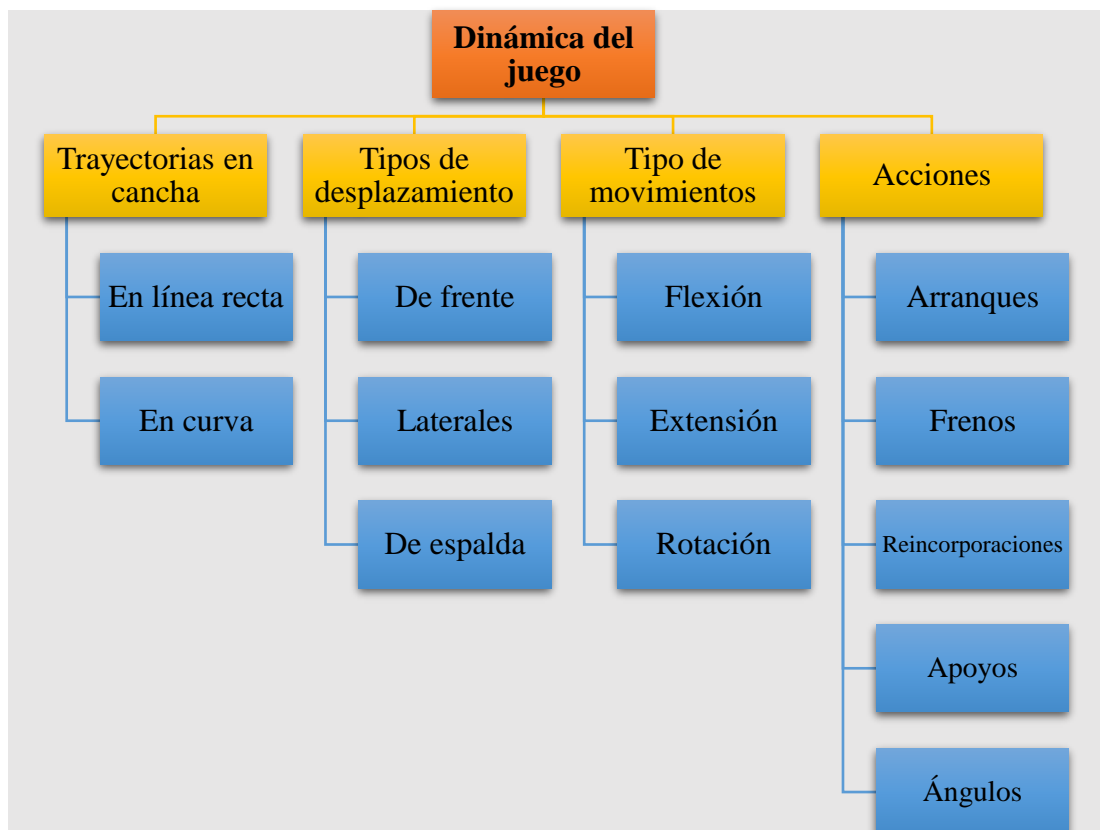 Dinámica del
juego
Trayectorias en
cancha
En línea recta
En curva
Tipos de
desplazamiento
De frente
Laterales
De espalda
Tipo de
movimientos
Flexión
Extensión
Rotación
Acciones
Arranques
Frenos
Reincorporaciones
Apoyos
Ángulos